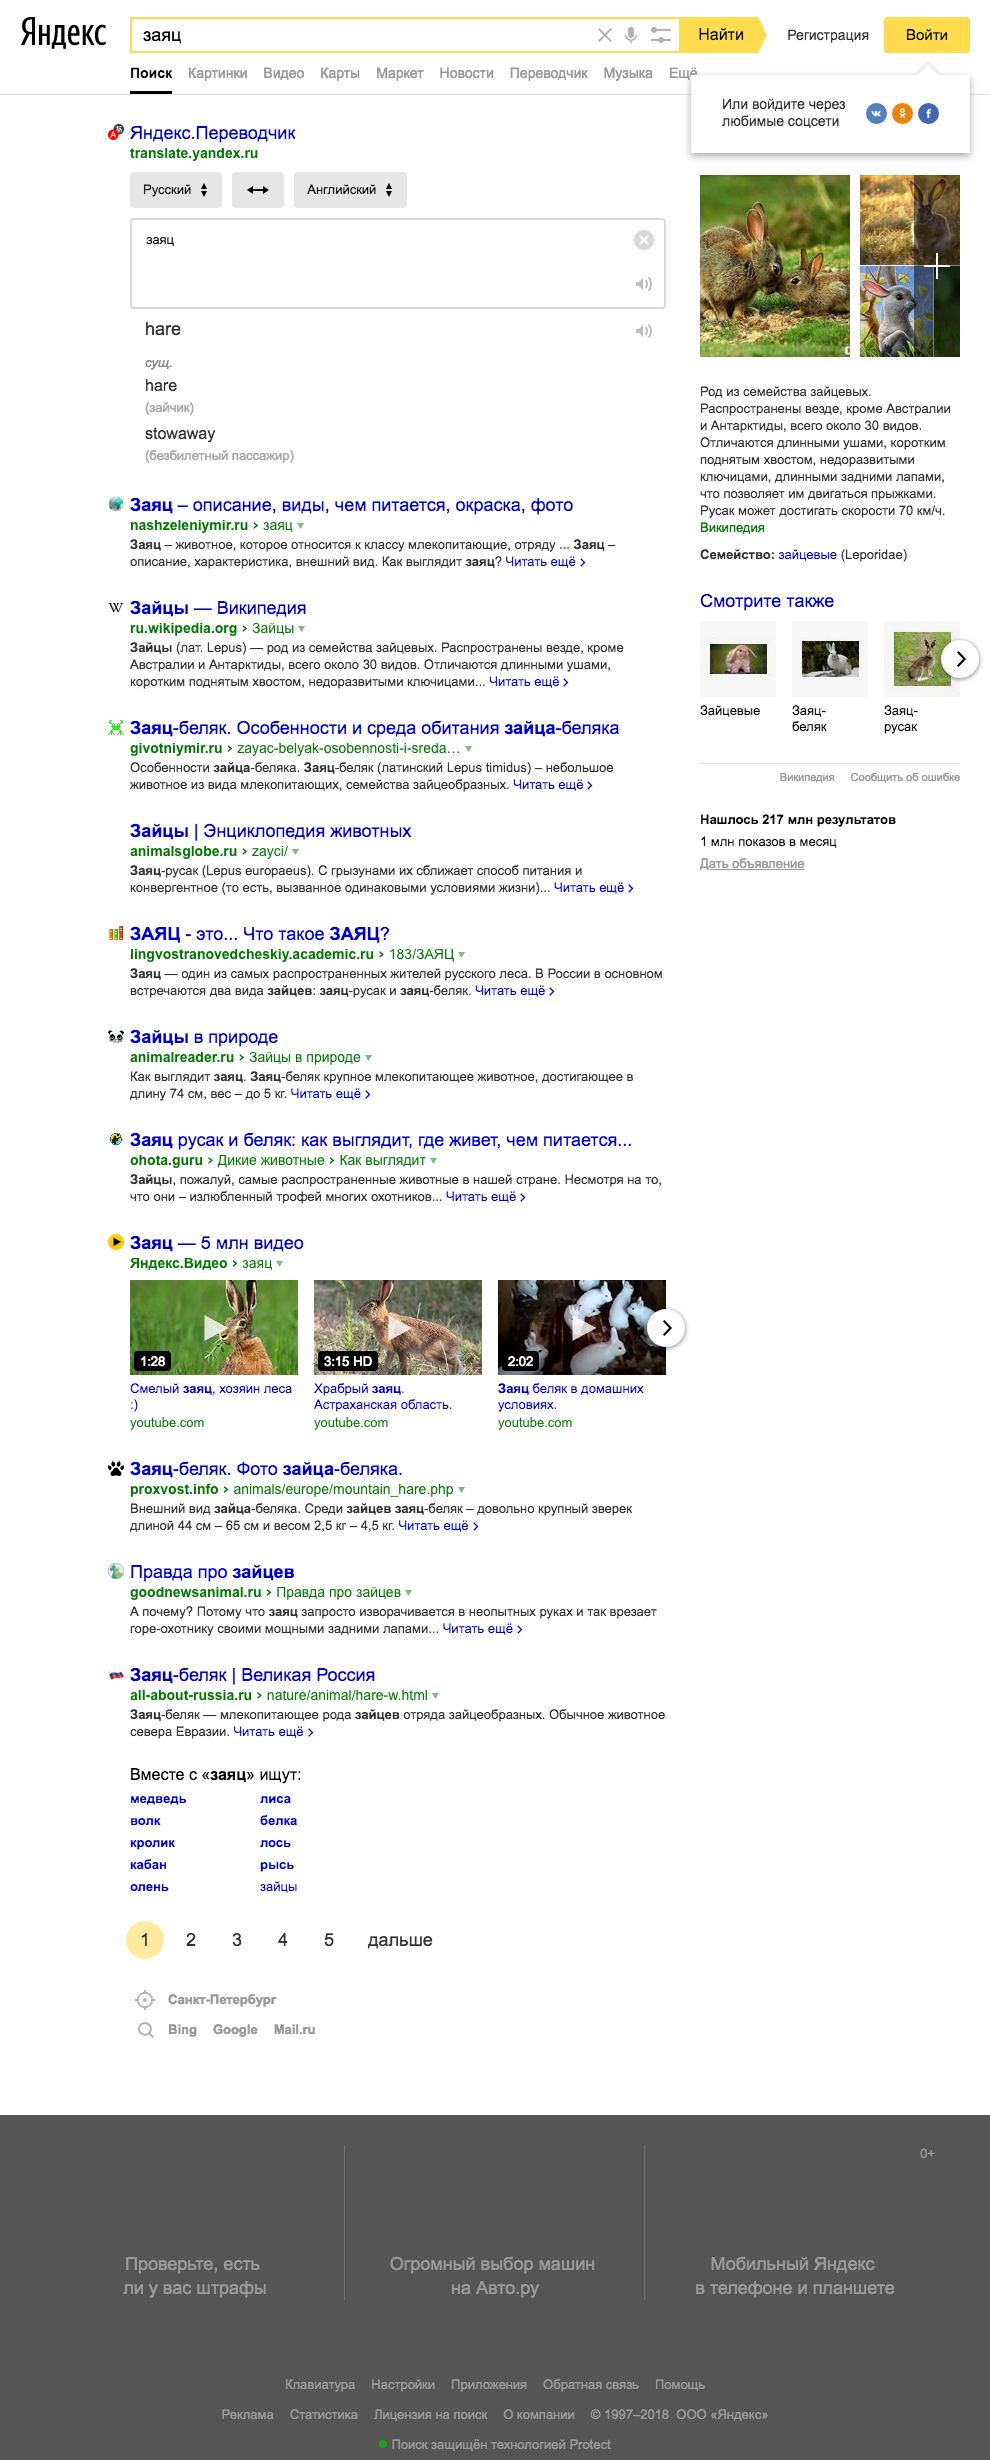 Яндекс
заяц
Найти
Регистрация
Войти
Поиск Картинки Видео Карты Маркет Новости Переводчик Музыка Ещё
Или войдите через
любимые соцсети
Яндекс.Переводчик
translate.yandex.ru
Русский
Английский
заяц
hare
сущ.
hare
(зайчик)
stowaway
(безбилетный пассажир)
Заяц – описание, виды, чем питается, окраска, фото
nashzeleniymir.ru › заяц
Заяц – животное, которое относится к классу млекопитающие, отряду ... Заяц –
описание, характеристика, внешний вид. Как выглядит заяц? Читать ещё ›
Зайцы — Википедия
ru.wikipedia.org › Зайцы
Зайцы (лат. Lepus) — род из семейства зайцевых. Распространены везде, кроме
Австралии и Антарктиды, всего около 30 видов. Отличаются длинными ушами,
коротким поднятым хвостом, недоразвитыми ключицами... Читать ещё ›
Заяц-беляк. Особенности и среда обитания зайца-беляка
givotniymir.ru › zayac-belyak-osobennosti-i-sreda…
Особенности зайца-беляка. Заяц-беляк (латинский Lepus timidus) – небольшое
животное из вида млекопитающих, семейства зайцеобразных. Читать ещё ›
Зайцы | Энциклопедия животных
animalsglobe.ru › zayci/
Заяц-русак (Lepus europaeus). С грызунами их сближает способ питания и
конвергентное (то есть, вызванное одинаковыми условиями жизни)... Читать ещё ›
ЗАЯЦ - это... Что такое ЗАЯЦ?
lingvostranovedcheskiy.academic.ru › 183/ЗАЯЦ
Заяц — один из самых распространенных жителей русского леса. В России в основном
встречаются два вида зайцев: заяц-русак и заяц-беляк. Читать ещё ›
Зайцы в природе
animalreader.ru › Зайцы в природе
Как выглядит заяц. Заяц-беляк крупное млекопитающее животное, достигающее в
длину 74 см, вес – до 5 кг. Читать ещё ›
Заяц русак и беляк: как выглядит, где живет, чем питается...
ohota.guru › Дикие животные › Как выглядит
Зайцы, пожалуй, самые распространенные животные в нашей стране. Несмотря на то,
что они – излюбленный трофей многих охотников... Читать ещё ›
Заяц — 5 млн видео
Яндекс.Видео › заяц
1:28
3:15 HD
2:02
Смелый заяц, хозяин леса
:)
youtube.com
Храбрый заяц.
Астраханская область.
youtube.com
Заяц беляк в домашних
условиях.
youtube.com
Заяц-беляк. Фото зайца-беляка.
proxvost.info › animals/europe/mountain_hare.php
Внешний вид зайца-беляка. Среди зайцев заяц-беляк – довольно крупный зверек
длиной 44 см – 65 см и весом 2,5 кг – 4,5 кг. Читать ещё ›
Правда про зайцев
goodnewsanimal.ru › Правда про зайцев
А почему? Потому что заяц запросто изворачивается в неопытных руках и так врезает
горе-охотнику своими мощными задними лапами... Читать ещё ›
Заяц-беляк | Великая Россия
all-about-russia.ru › nature/animal/hare-w.html
Заяц-беляк — млекопитающее рода зайцев отряда зайцеобразных. Обычное животное
севера Евразии. Читать ещё ›
Вместе с «заяц» ищут:
медведь лиса
волк белка
кролик лось
кабан рысь
олень зайцы
1 2 3 4 5 дальше
Санкт-Петербург
Bing Google Mail.ru
Род из семейства зайцевых.
Распространены везде, кроме Австралии
и Антарктиды, всего около 30 видов.
Отличаются длинными ушами, коротким
поднятым хвостом, недоразвитыми
ключицами, длинными задними лапами,
что позволяет им двигаться прыжками.
Русак может достигать скорости 70 км/ч.
Википедия
Семейство: зайцевые (Leporidae)
Смотрите также
Зайцевые
Заяц-
беляк
Заяц-
русак
Википедия Сообщить об ошибке
Нашлось 217 млн результатов
1 млн показов в месяц
Дать объявление
0+
Проверьте, есть
ли у вас штрафы
Огромный выбор машин
на Авто.ру
Мобильный Яндекс
в телефоне и планшете
Клавиатура Настройки Приложения Обратная связь Помощь
Реклама Статистика Лицензия на поиск О компании © 1997–2018 ООО «Яндекс»
Поиск защищён технологией Protect